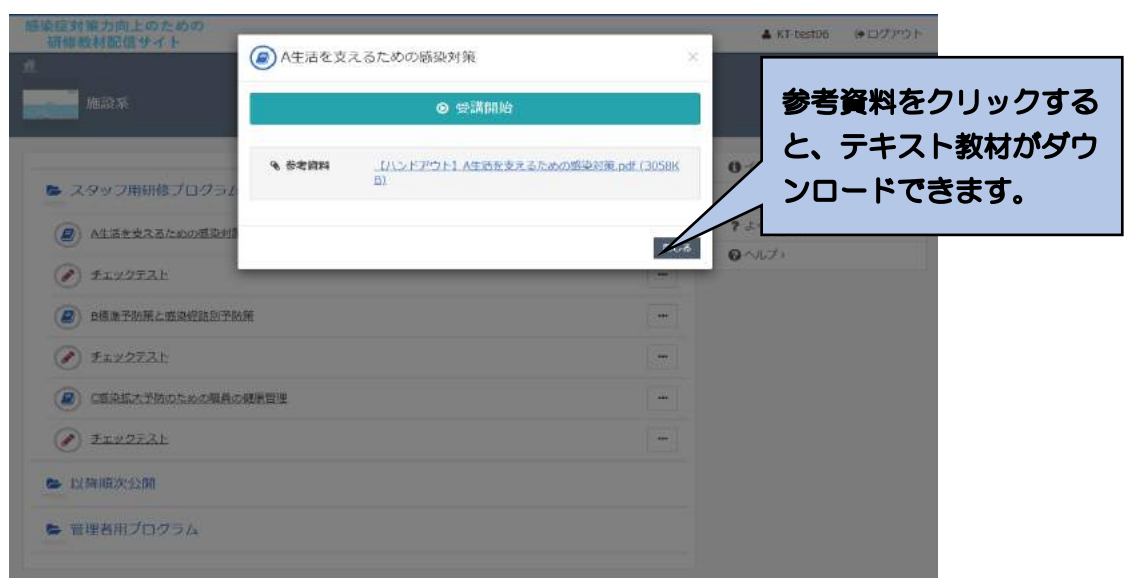 感染症対策力向上のための
研修教材配信サイト
KT-test06 ログアウト
施設系
A生活を支えるための感染対策
×
受講開始
参考資料 【ハンドアウト】A生活を支えるための感染対策.pdf (3058K
B)
参考資料をクリックする
と、テキスト教材がダウ
ンロードできます。
スタッフ用研修プログラム
A生活を支えるための感染対
チェックテスト
B標準予防策と感染経路別予防策
チェックテスト
C感染拡大予防のための職員の健康管理
チェックテスト
以降順次公開
管理者用プログラム
ヘルプ